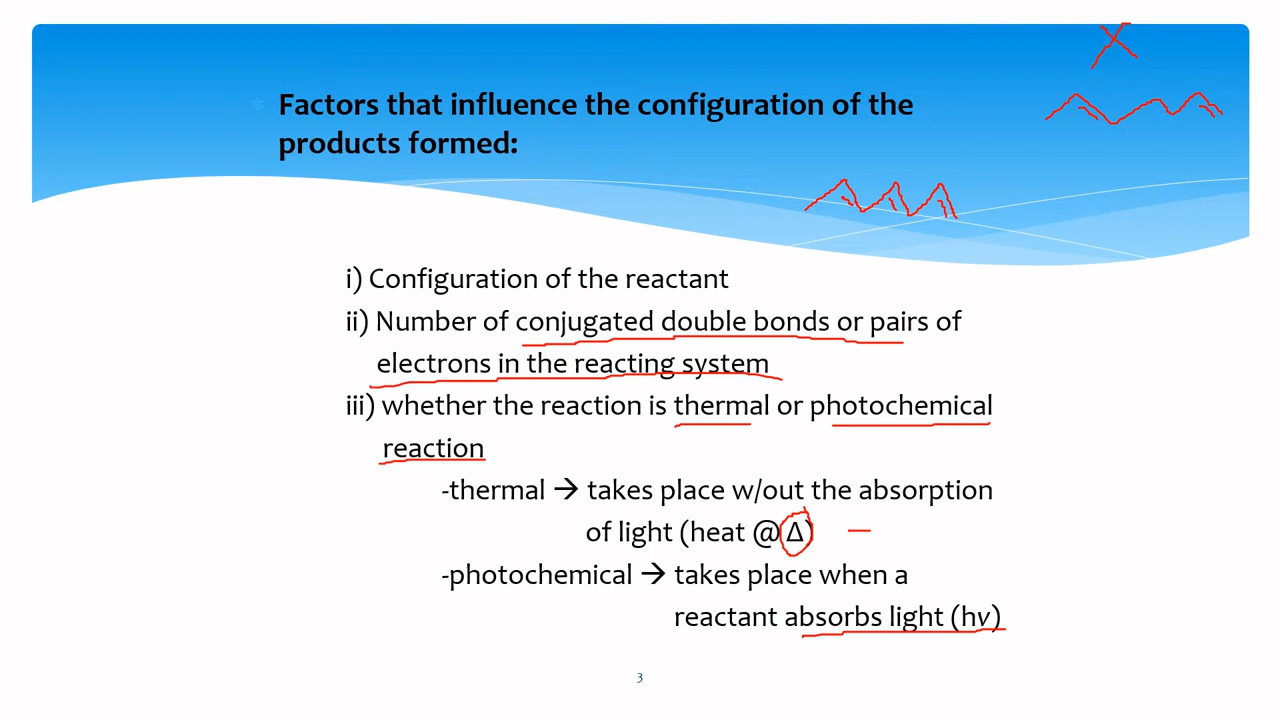 Factors that influence the configuration of the
products formed:
i) Configuration of the reactant
ii) Number of conjugated double bonds or pairs of
electrons in the reacting system
iii) whether the reaction is thermal or photochemical
reaction
-thermal → takes place w/out the absorption
of light (heat @ Δ)
-photochemical → takes place when a
reactant absorbs light (hv)
3